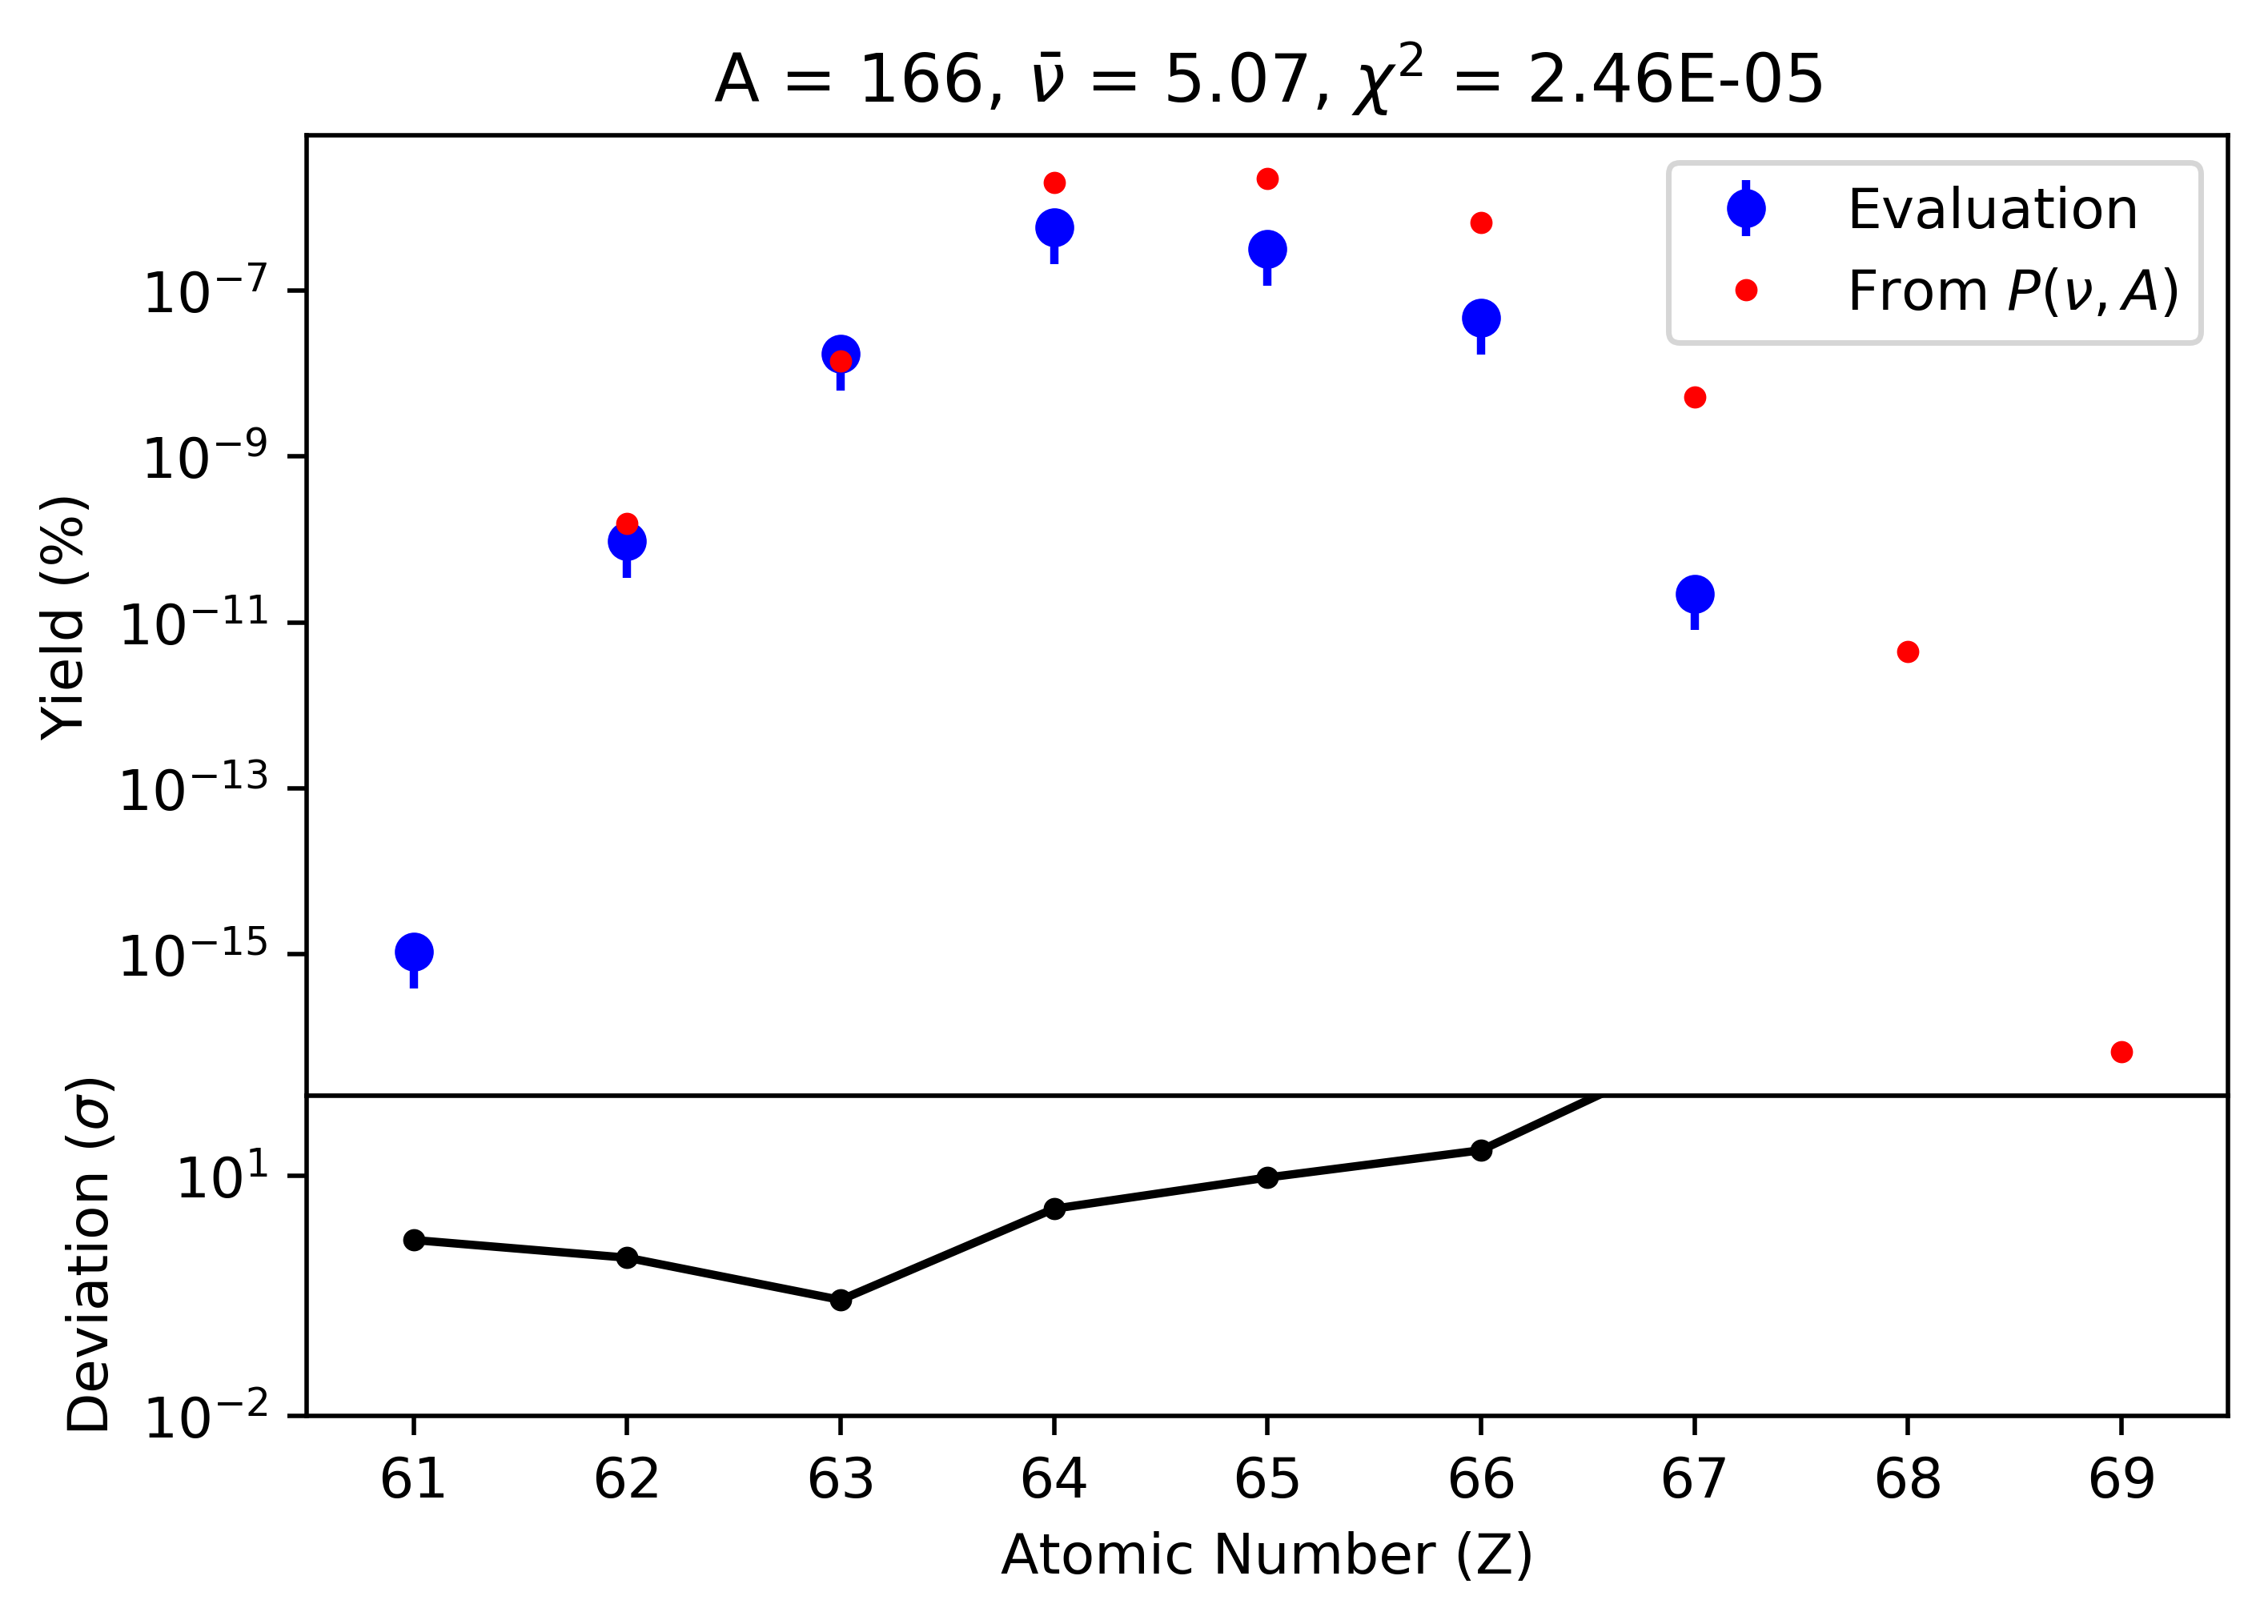 A = 166, ν̄ = 5.07, χ² = 2.46E-05
Evaluation
From P(ν, A)
Yield (%)
10⁻⁷
10⁻⁹
10⁻¹¹
10⁻¹³
10⁻¹⁵
Deviation (σ)
10¹
10⁻²
61 62 63 64 65 66 67 68 69
Atomic Number (Z)